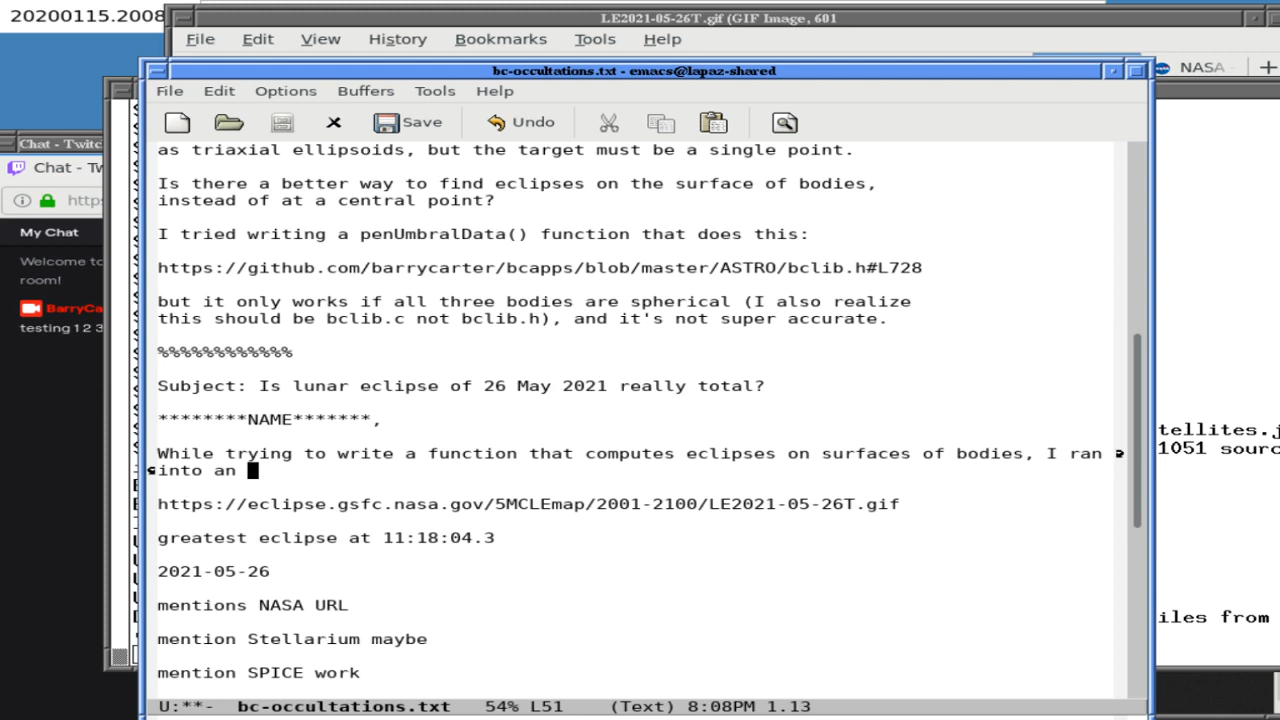 20200115.2008
LE2021-05-26T.gif (GIF Image, 601
File Edit View History Bookmarks Tools Help
NASA
bc-occultations.txt - emacs@lapaz-shared
File Edit Options Buffers Tools Help
Save Undo
Chat - Twitc
Chat - Tw
https
My Chat
Welcome to
room!
BarryCa
testing 1 2 3
as triaxial ellipsoids, but the target must be a single point.
Is there a better way to find eclipses on the surface of bodies,
instead of at a central point?
I tried writing a penUmbralData() function that does this:
https://github.com/barrycarter/bcapps/blob/master/ASTRO/bclib.h#L728
but it only works if all three bodies are spherical (I also realize
this should be bclib.c not bclib.h), and it's not super accurate.
%%%%%%%%%%%%
Subject: Is lunar eclipse of 26 May 2021 really total?
********NAME*******,
While trying to write a function that computes eclipses on surfaces of bodies, I ran
into an
https://eclipse.gsfc.nasa.gov/5MCLEmap/2001-2100/LE2021-05-26T.gif
greatest eclipse at 11:18:04.3
2021-05-26
mentions NASA URL
mention Stellarium maybe
mention SPICE work
U:**- bc-occultations.txt 54% L51 (Text) 8:08PM 1.13
tellites.j
1051 sourc
iles from